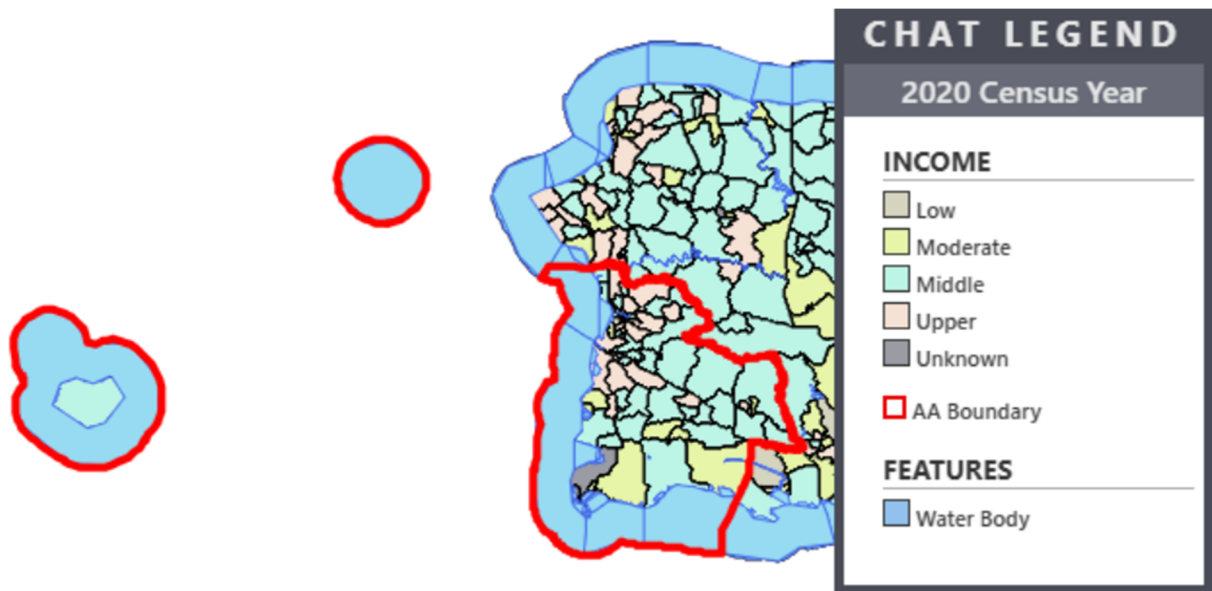 CHAT LEGEND
2020 Census Year
INCOME
Low
Moderate
Middle
Upper
Unknown
AA Boundary
FEATURES
Water Body